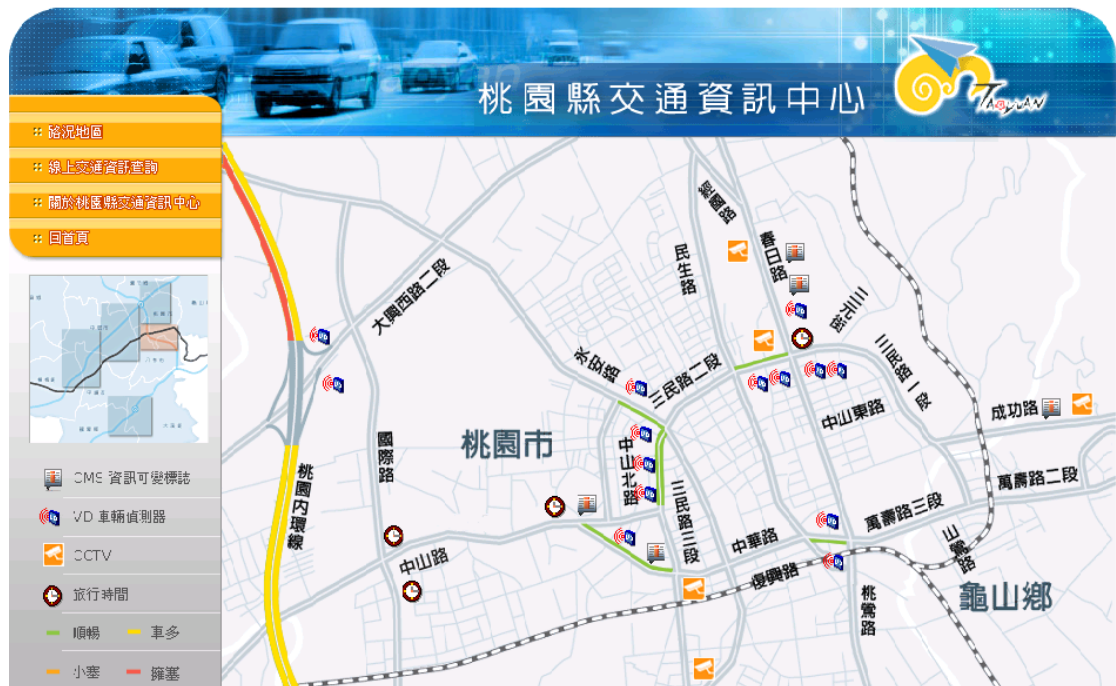 桃園縣交通資訊中心
TAOYUAN
路況地圖
線上交通資訊查詢
關於桃園縣交通資訊中心
回首頁
CMS 資訊可變標誌
VD 車輛偵測器
CCTV
旅行時間
順暢
車多
小塞
擁塞
經國路
春日路
民生路
大興西路二段
三元街
永安路
三民路二段
三民路一段
中山東路
成功路
桃園市
國際路
中山北路
桃園內環線
三民路三段
萬壽路二段
萬壽路三段
中華路
中山路
復興路
山鶯路
桃鶯路
龜山鄉